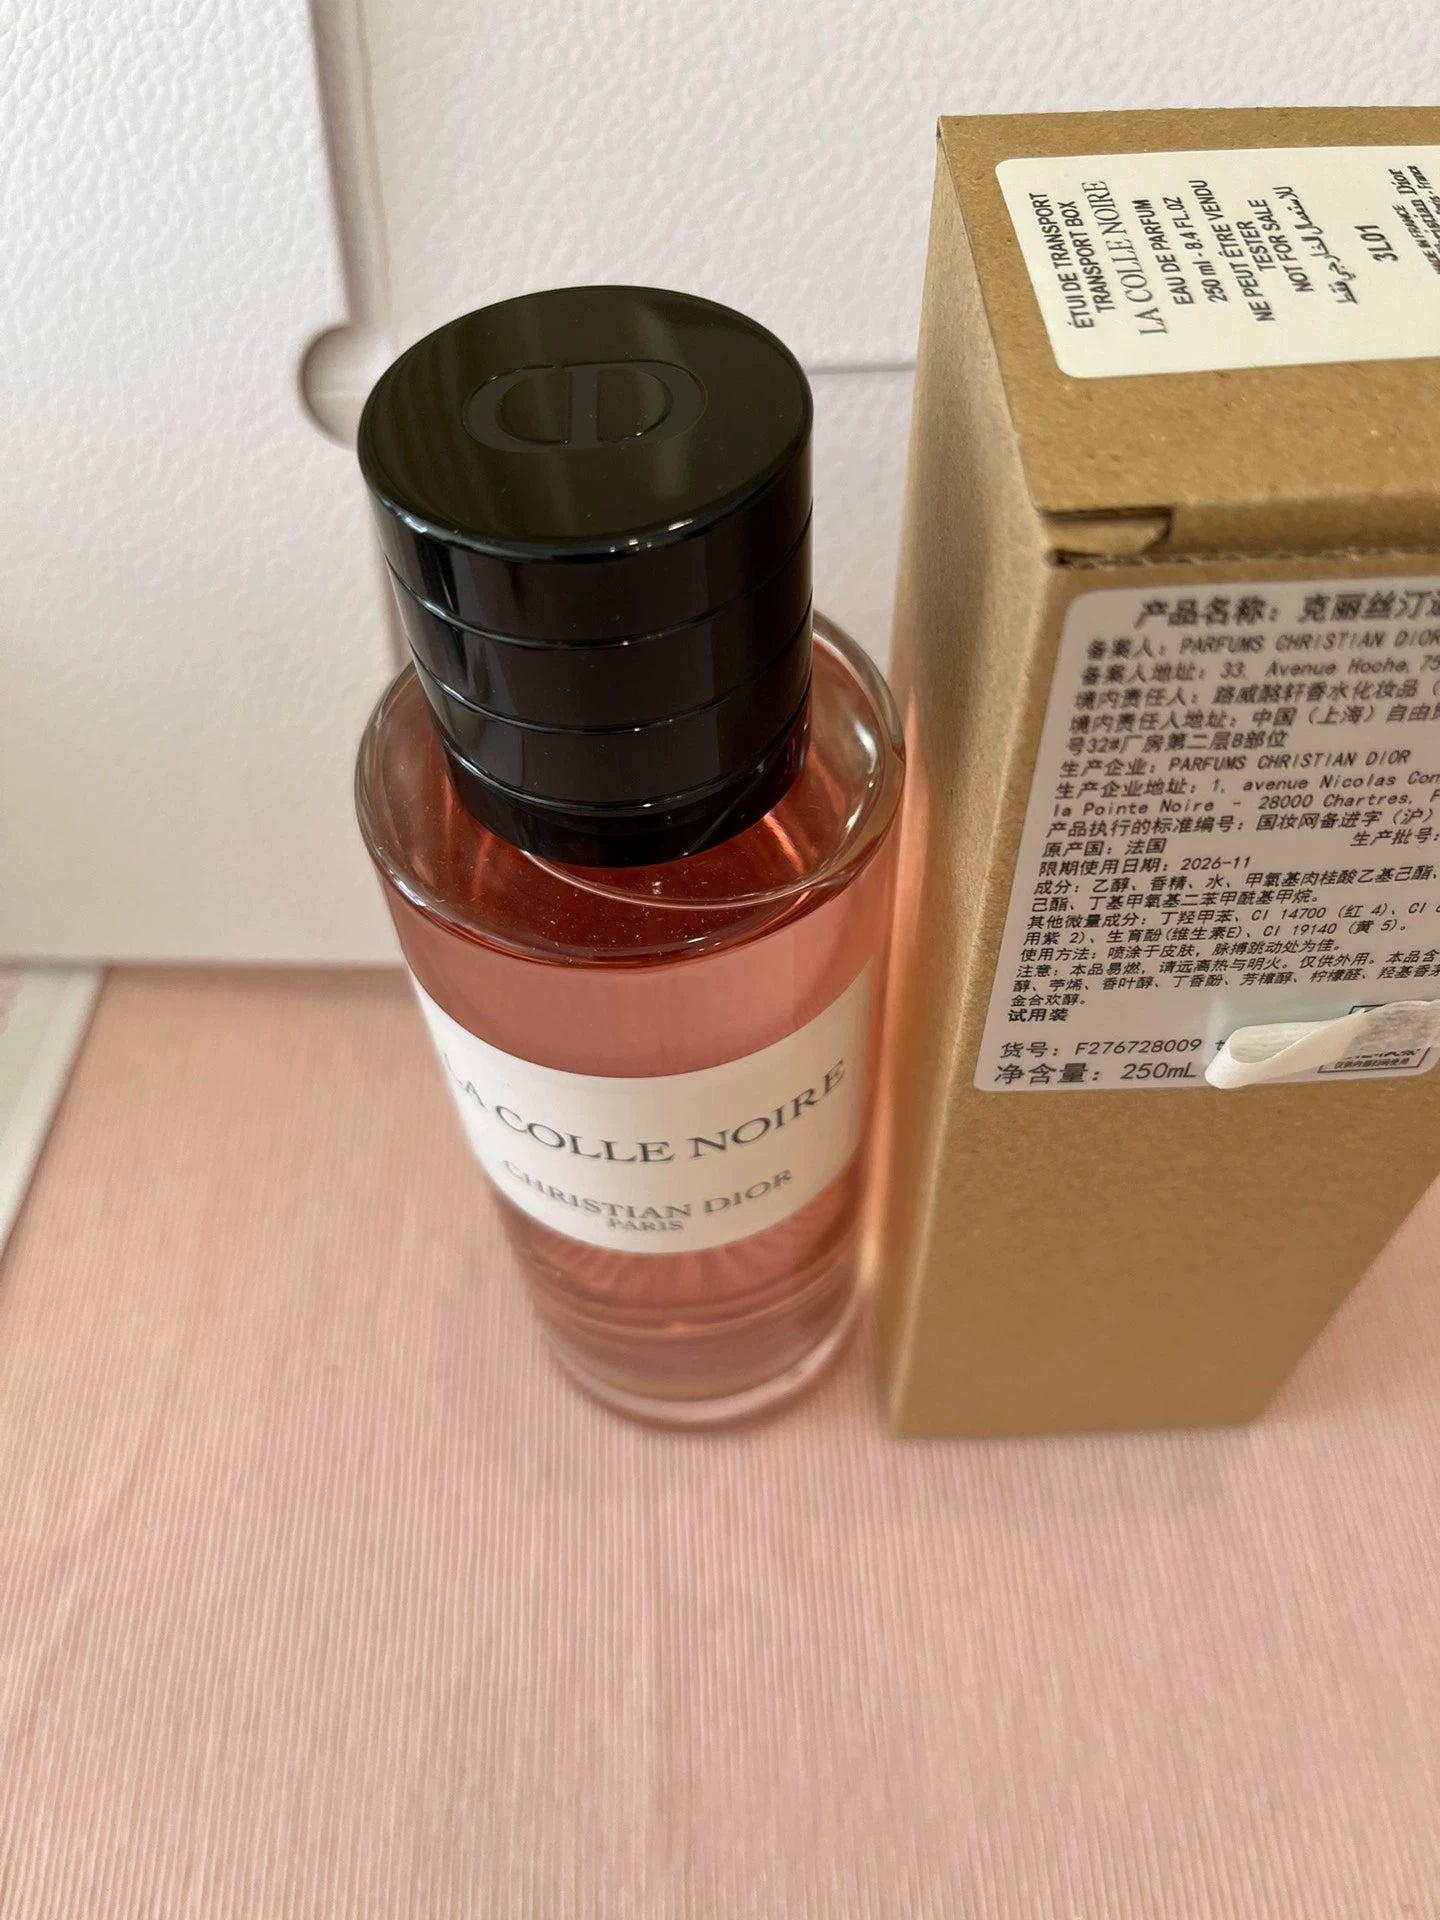 CD
LA COLLE NOIRE
CHRISTIAN DIOR
PARIS
ÉTUI DE TRANSPORT
TRANSPORT BOX
LA COLLE NOIRE
EAU DE PARFUM
250 ml - 8.4 FL.OZ
NE PEUT ÊTRE VENDU
TESTER
NOT FOR SALE
للاستعمال الخارجي فقط
3L01
MADE IN FRANCE Dior
产品名称：克丽丝汀
备案人：PARFUMS CHRISTIAN DIOR
备案人地址：33, Avenue Hoche, 75
境内责任人：路威酩轩香水化妆品（
境内责任人地址：中国（上海）自由
号32#厂房第二层B部位
生产企业：PARFUMS CHRISTIAN DIOR
生产企业地址：1, avenue Nicolas Con
la Pointe Noire - 28000 Chartres, F
产品执行的标准编号：国妆网备进字（沪）
原产国：法国 生产批号：
限期使用日期：2026-11
成分：乙醇、香精、水、甲氧基肉桂酸乙基己酯、
己酯、丁基甲氧基二苯甲酰基甲烷。
其他微量成分：丁羟甲苯、CI 14700（红 4）、CI
用紫 2）、生育酚(维生素E)、CI 19140（黄 5）。
使用方法：喷涂于皮肤，脉搏跳动处为佳。
注意：本品易燃，请远离热与明火。仅供外用。本品含
醇、苧烯、香叶醇、丁香酚、芳樟醇、柠檬醛、羟基香茅
金合欢醇。
试用装
货号：F276728009
净含量：250mL